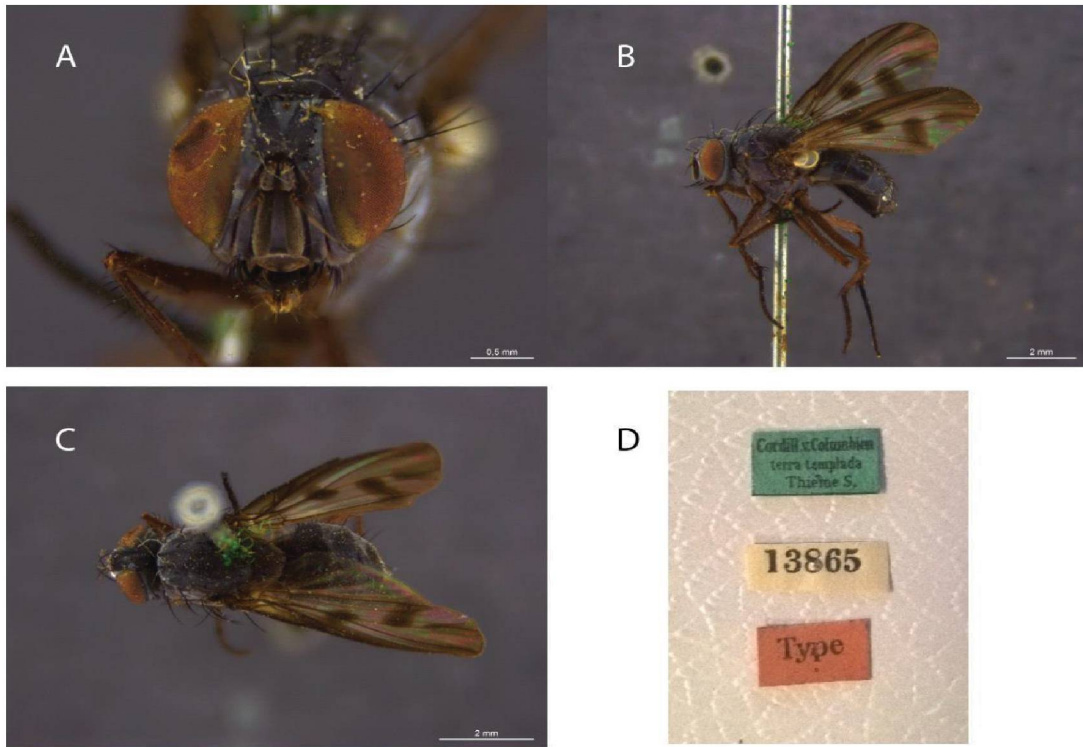 A
0.5 mm
B
2 mm
C
2 mm
D
Cordill. v. Columbien
terra templada
Thieme S.
13865
Type